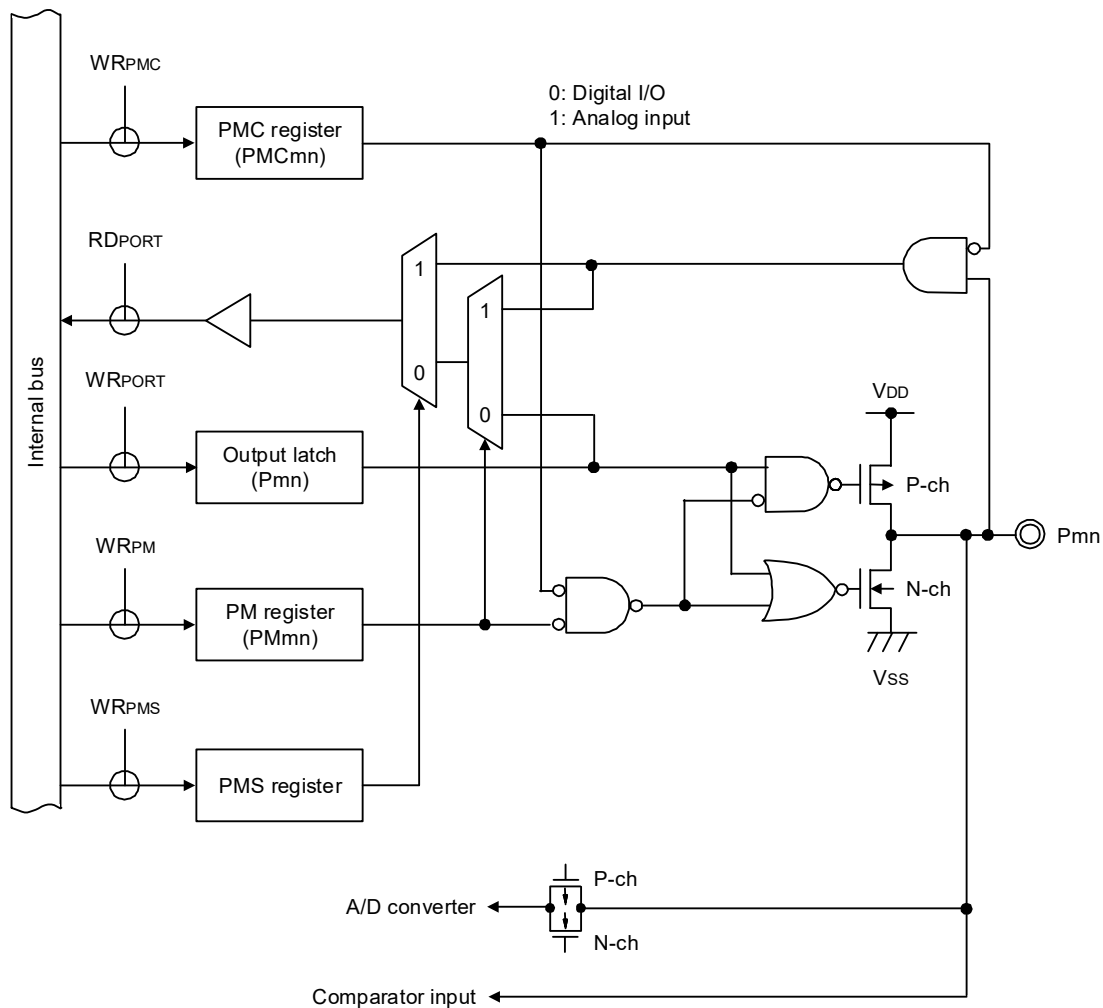 WRPMC
0: Digital I/O
1: Analog input
PMC register
(PMCmn)
RDPORT
1
1
Internal bus
0
WRPORT
VDD
0
Output latch
(Pmn)
P-ch
Pmn
WRPM
N-ch
PM register
(PMmn)
VSS
WRPMS
PMS register
P-ch
A/D converter
N-ch
Comparator input